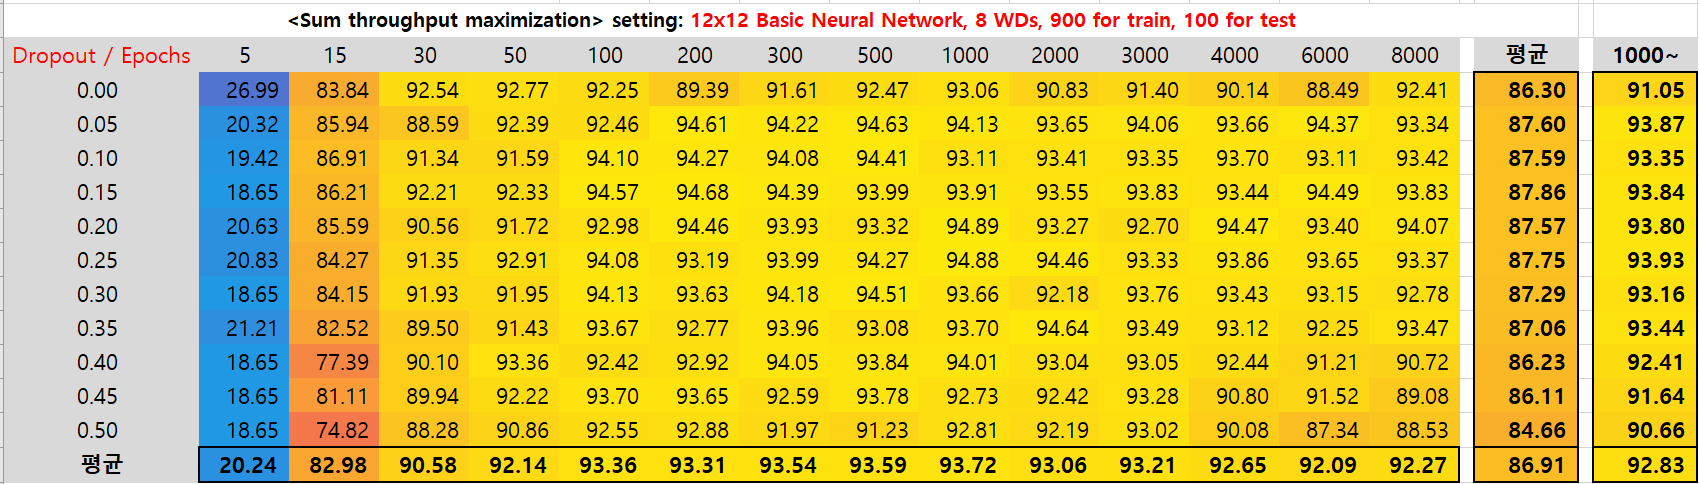 <Sum throughput maximization> setting: 12x12 Basic Neural Network, 8 WDs, 900 for train, 100 for test
Dropout / Epochs 5 15 30 50 100 200 300 500 1000 2000 3000 4000 6000 8000 평균 1000~
0.00 26.99 83.84 92.54 92.77 92.25 89.39 91.61 92.47 93.06 90.83 91.40 90.14 88.49 92.41 86.30 91.05
0.05 20.32 85.94 88.59 92.39 92.46 94.61 94.22 94.63 94.13 93.65 94.06 93.66 94.37 93.34 87.60 93.87
0.10 19.42 86.91 91.34 91.59 94.10 94.27 94.08 94.41 93.11 93.41 93.35 93.70 93.11 93.42 87.59 93.35
0.15 18.65 86.21 92.21 92.33 94.57 94.68 94.39 93.99 93.91 93.55 93.83 93.44 94.49 93.83 87.86 93.84
0.20 20.63 85.59 90.56 91.72 92.98 94.46 93.93 93.32 94.89 93.27 92.70 94.47 93.40 94.07 87.57 93.80
0.25 20.83 84.27 91.35 92.91 94.08 93.19 93.99 94.27 94.88 94.46 93.33 93.86 93.65 93.37 87.75 93.93
0.30 18.65 84.15 91.93 91.95 94.13 93.63 94.18 94.51 93.66 92.18 93.76 93.43 93.15 92.78 87.29 93.16
0.35 21.21 82.52 89.50 91.43 93.67 92.77 93.96 93.08 93.70 94.64 93.49 93.12 92.25 93.47 87.06 93.44
0.40 18.65 77.39 90.10 93.36 92.42 92.92 94.05 93.84 94.01 93.04 93.05 92.44 91.21 90.72 86.23 92.41
0.45 18.65 81.11 89.94 92.22 93.70 93.65 92.59 93.78 92.73 92.42 93.28 90.80 91.52 89.08 86.11 91.64
0.50 18.65 74.82 88.28 90.86 92.55 92.88 91.97 91.23 92.81 92.19 93.02 90.08 87.34 88.53 84.66 90.66
평균 20.24 82.98 90.58 92.14 93.36 93.31 93.54 93.59 93.72 93.06 93.21 92.65 92.09 92.27 86.91 92.83